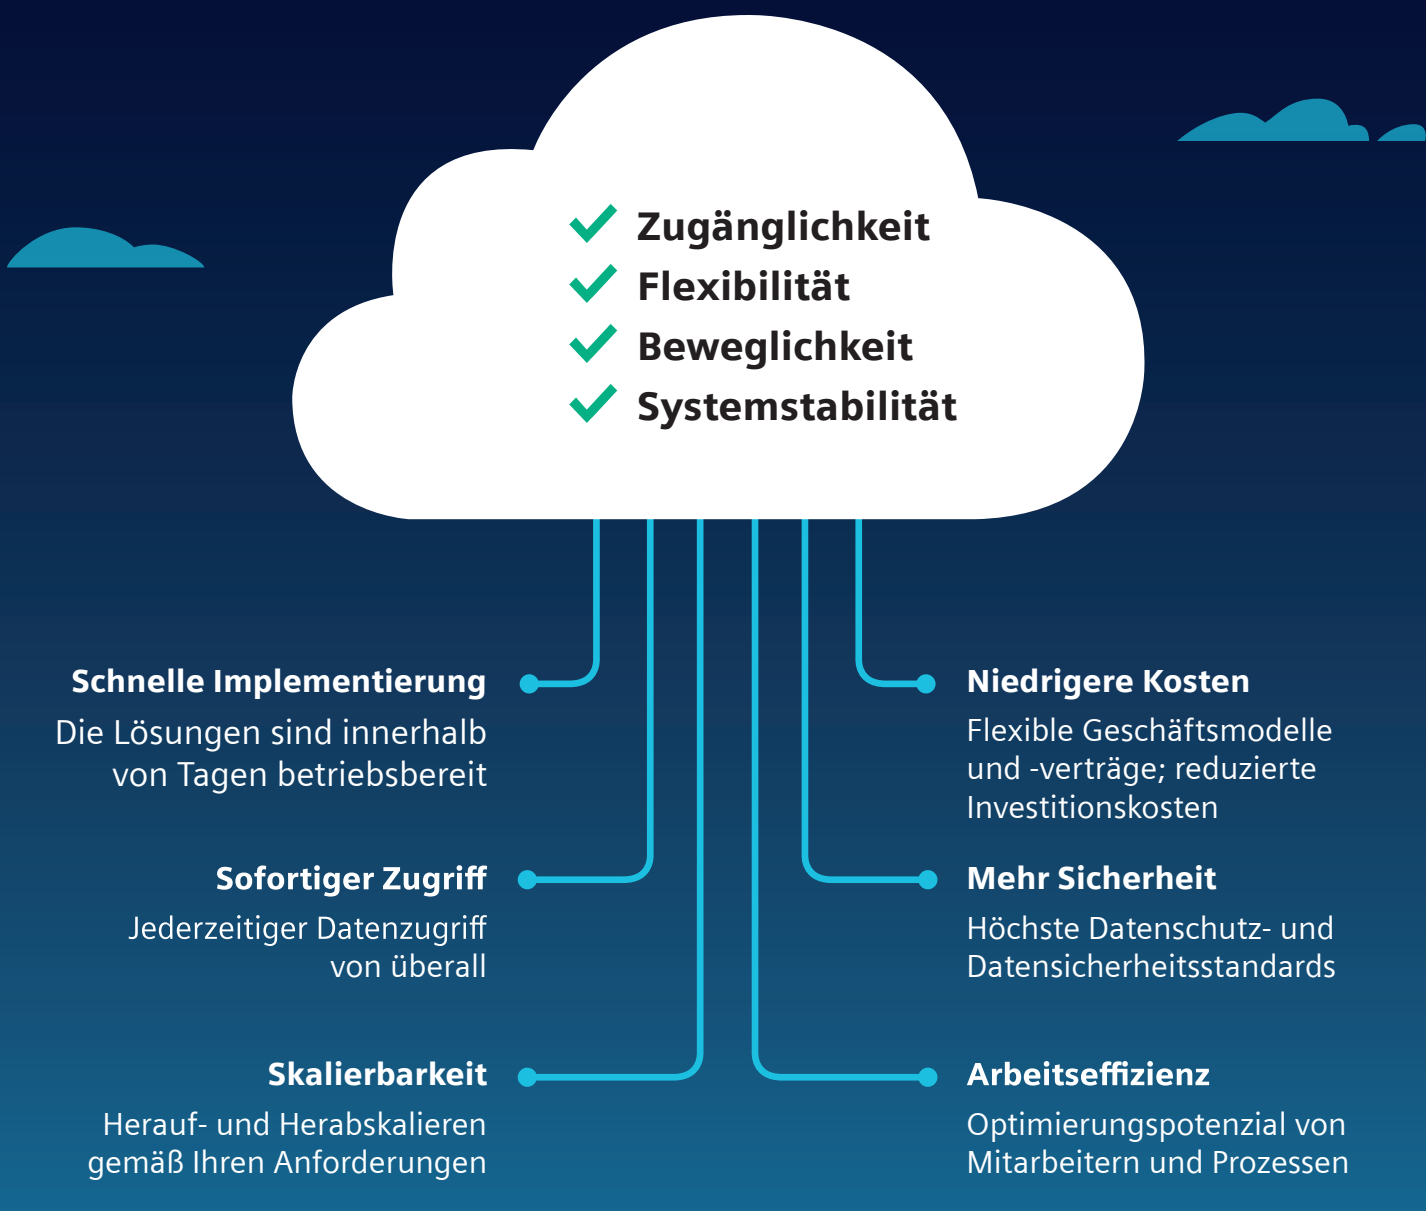 Zugänglichkeit
Flexibilität
Beweglichkeit
Systemstabilität
Schnelle Implementierung
Die Lösungen sind innerhalb
von Tagen betriebsbereit
Sofortiger Zugriff
Jederzeitiger Datenzugriff
von überall
Skalierbarkeit
Herauf- und Herabskalieren
gemäß Ihren Anforderungen
Niedrigere Kosten
Flexible Geschäftsmodelle
und -verträge; reduzierte
Investitionskosten
Mehr Sicherheit
Höchste Datenschutz- und
Datensicherheitsstandards
Arbeitseffizienz
Optimierungspotenzial von
Mitarbeitern und Prozessen